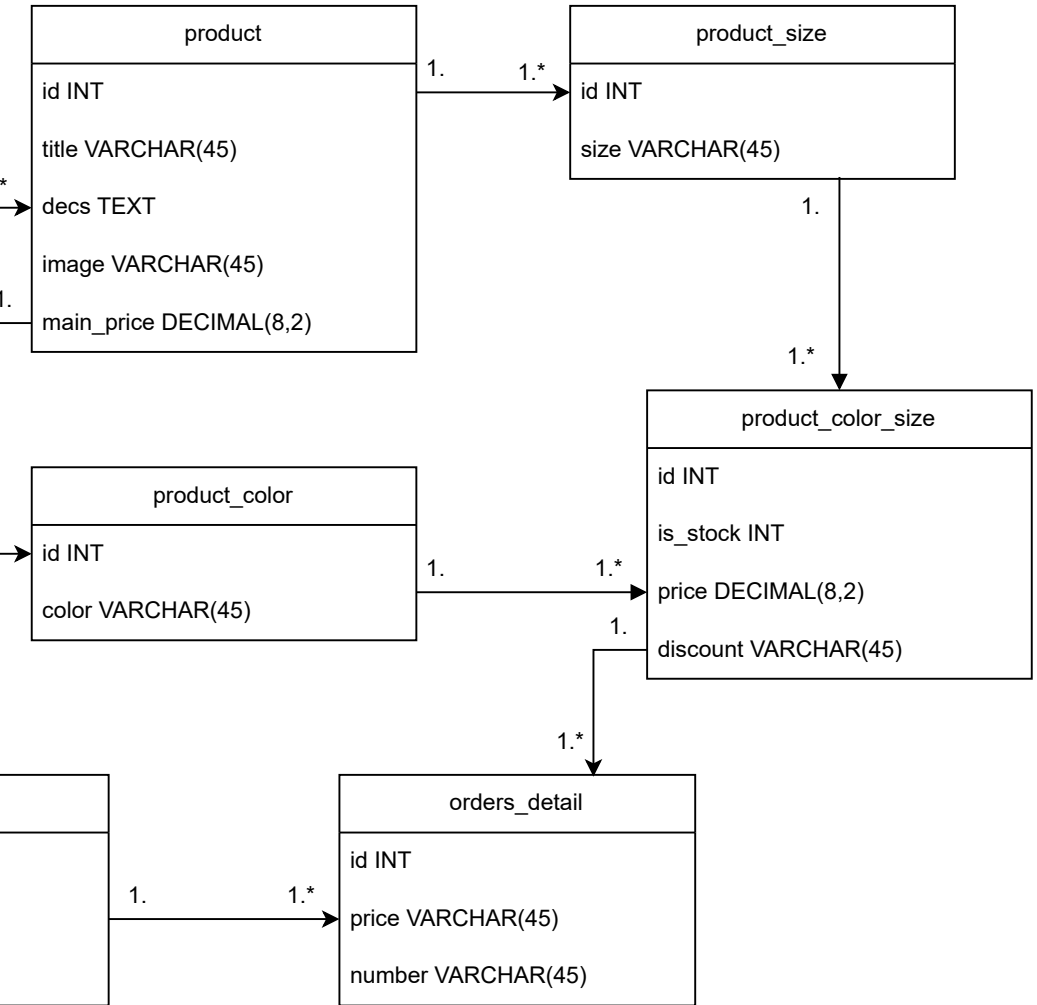 product
id INT
title VARCHAR(45)
decs TEXT
image VARCHAR(45)
main_price DECIMAL(8,2)
*
1.
1.
1.*
product_size
id INT
size VARCHAR(45)
1.
1.*
product_color_size
id INT
is_stock INT
price DECIMAL(8,2)
discount VARCHAR(45)
product_color
id INT
color VARCHAR(45)
1.
1.*
1.
1.*
orders_detail
id INT
price VARCHAR(45)
number VARCHAR(45)
1.
1.*